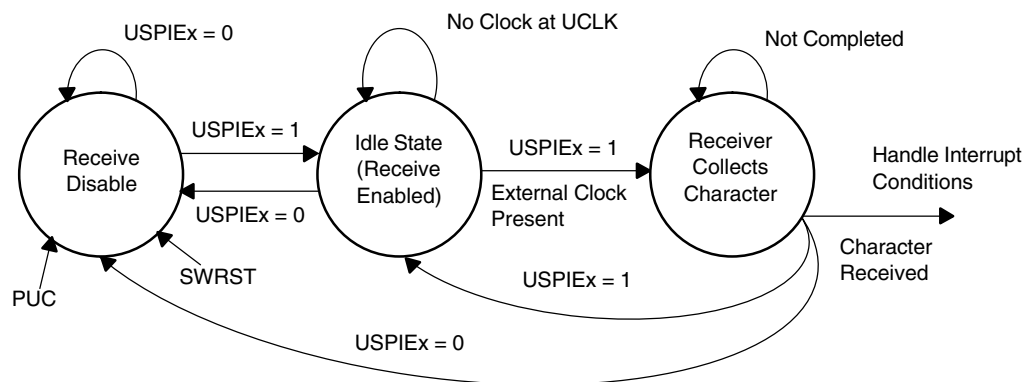 USPIEx = 0
No Clock at UCLK
Not Completed
Receive
Disable
USPIEx = 1
USPIEx = 0
Idle State
(Receive
Enabled)
USPIEx = 1
External Clock
Present
Receiver
Collects
Character
Handle Interrupt
Conditions
Character
Received
PUC
SWRST
USPIEx = 1
USPIEx = 0